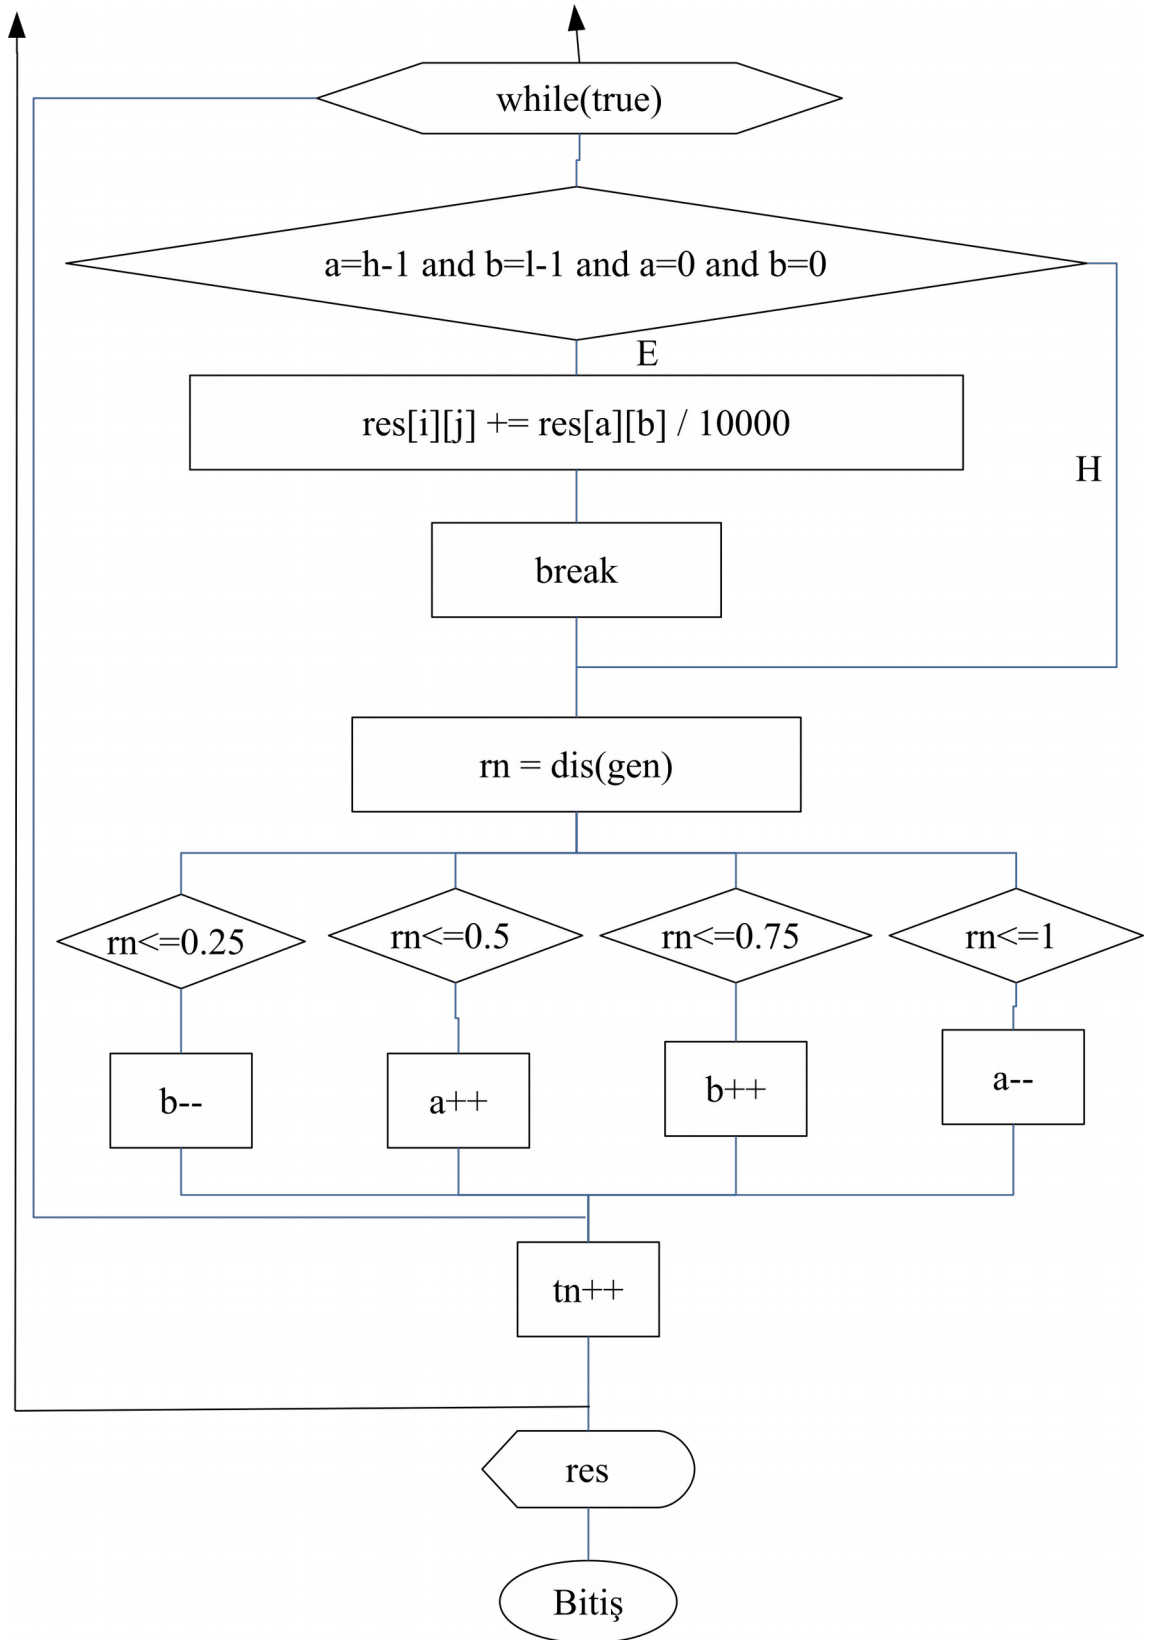 while(true)
a=h-1 and b=l-1 and a=0 and b=0
E
res[i][j] += res[a][b] / 10000
H
break
rn = dis(gen)
rn<=0.25
rn<=0.5
rn<=0.75
rn<=1
b--
a++
b++
a--
tn++
res
Bitiş